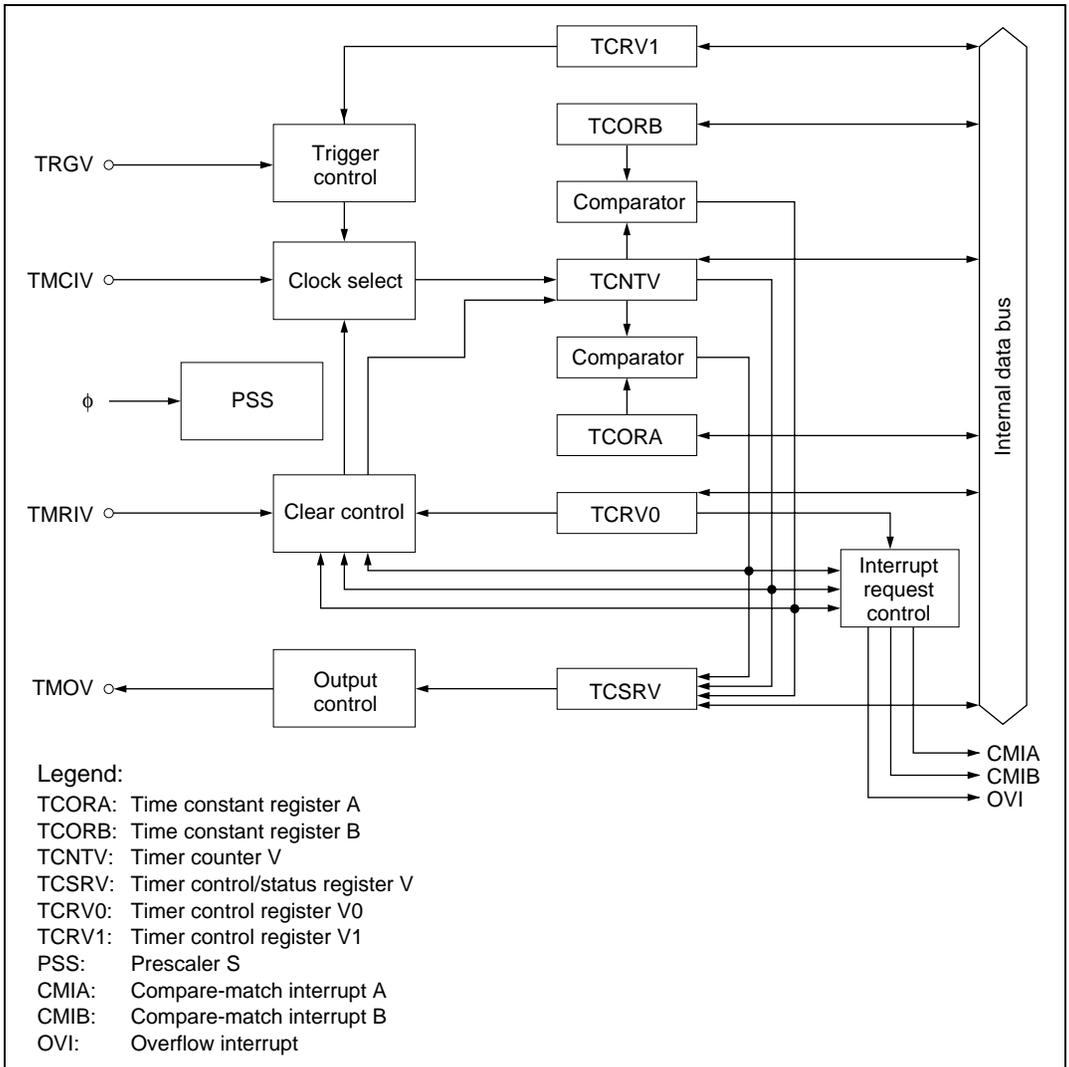 TCRV1
TCORB
TRGV
Trigger
control
Comparator
TMCIV
Clock select
TCNTV
Comparator
Internal data bus
φ
PSS
TCORA
TMRIV
Clear control
TCRV0
Interrupt
request
control
TMOV
Output
control
TCSRV
CMIA
CMIB
OVI
Legend:
TCORA: Time constant register A
TCORB: Time constant register B
TCNTV: Timer counter V
TCSRV: Timer control/status register V
TCRV0: Timer control register V0
TCRV1: Timer control register V1
PSS: Prescaler S
CMIA: Compare-match interrupt A
CMIB: Compare-match interrupt B
OVI: Overflow interrupt